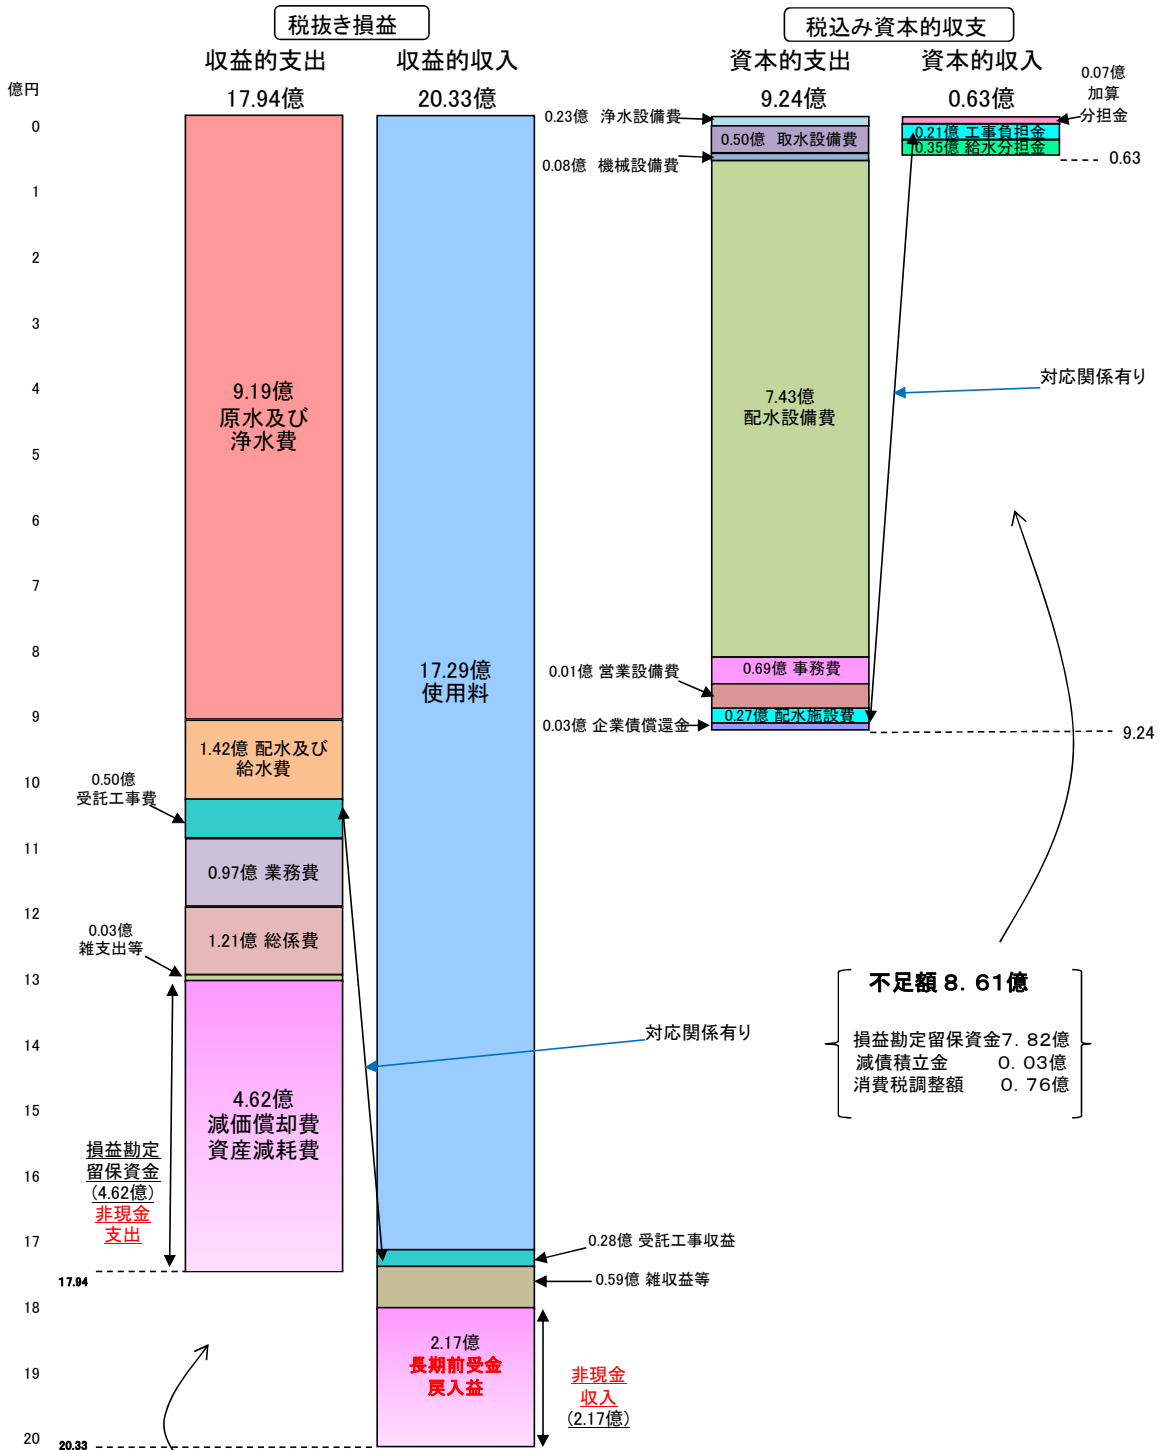 税抜き損益
税込み資本的収支
収益的支出
収益的収入
資本的支出
資本的収入
17.94億
20.33億
9.24億
0.63億
億円
0
1
2
3
4
5
6
7
8
9
10
11
12
13
14
15
16
17
17.94
18
19
20
20.33
9.19億
原水及び
浄水費
1.42億 配水及び
給水費
0.50億
受託工事費
0.97億 業務費
1.21億 総係費
0.03億
雑支出等
4.62億
減価償却費
資産減耗費
損益勘定
留保資金
(4.62億)
非現金
支出
17.29億
使用料
0.28億 受託工事収益
0.59億 雑収益等
2.17億
長期前受金
戻入益
非現金
収入
(2.17億)
対応関係有り
0.23億 浄水設備費
0.50億 取水設備費
0.08億 機械設備費
7.43億
配水設備費
0.69億 事務費
0.01億 営業設備費
0.27億 配水施設費
0.03億 企業債償還金
9.24
0.07億
加算
分担金
0.21億 工事負担金
0.35億 給水分担金
0.63
対応関係有り
不足額８．６１億
損益勘定留保資金７．８２億
減債積立金 ０．０３億
消費税調整額 ０．７６億